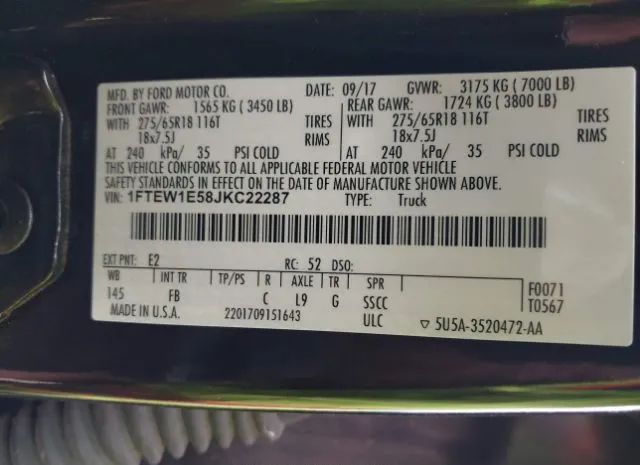 MFD. BY FORD MOTOR CO. DATE: 09/17 GVWR: 3175 KG ( 7000 LB)
FRONT GAWR: 1565 KG ( 3450 LB) REAR GAWR: 1724 KG ( 3800 LB)
WITH 275/65R18 116T TIRES WITH 275/65R18 116T TIRES
18x7.5J RIMS 18x7.5J RIMS
AT 240 kPa/ 35 PSI COLD AT 240 kPa/ 35 PSI COLD
THIS VEHICLE CONFORMS TO ALL APPLICABLE FEDERAL MOTOR VEHICLE
SAFETY STANDARDS IN EFFECT ON THE DATE OF MANUFACTURE SHOWN ABOVE.
VIN: 1FTEW1E58JKC22287 TYPE: Truck
EXT PNT: E2 RC: 52 DSO:
WB INT TR TP/PS R AXLE TR SPR F0071
145 FB C L9 G SSCC T0567
MADE IN U.S.A. 2201709151643 ULC ▽ 5U5A-3520472-AA